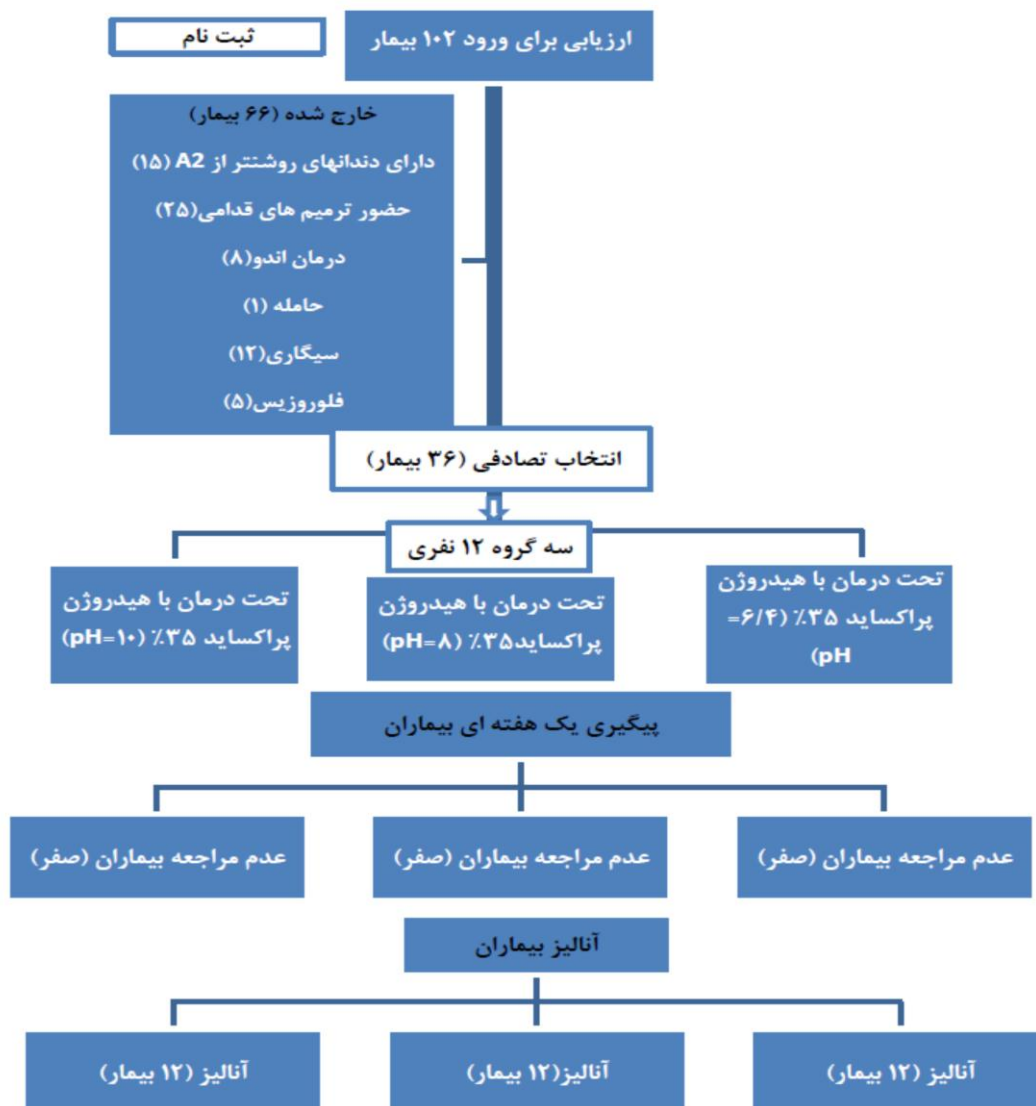 ثبت نام
ارزیابی برای ورود ۱۰۲ بیمار
خارج شده (۶۶ بیمار)
دارای دندانهای روشنتر از A2 (۱۵)
حضور ترمیم های قدامی(۲۵)
درمان اندو(۸)
حامله (۱)
سیگاری(۱۲)
فلوروزیس(۵)
انتخاب تصادفی (۳۶ بیمار)
سه گروه ۱۲ نفری
تحت درمان با هیدروژن
پراکساید ۳۵٪ (۶/۴=
pH)
تحت درمان با هیدروژن
پراکساید۳۵٪ (pH=۸)
تحت درمان با هیدروژن
پراکساید ۳۵٪ (pH=۱۰)
پیگیری یک هفته ای بیماران
عدم مراجعه بیماران (صفر)
عدم مراجعه بیماران (صفر)
عدم مراجعه بیماران (صفر)
آنالیز بیماران
آنالیز (۱۲ بیمار)
آنالیز(۱۲ بیمار)
آنالیز (۱۲ بیمار)